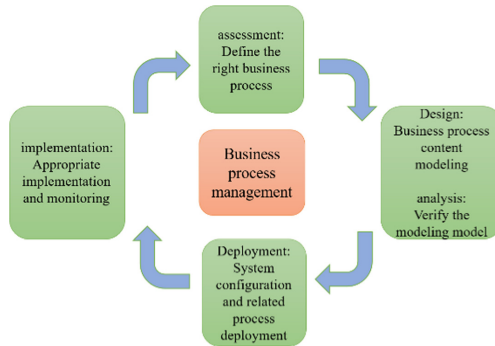 assessment:
Define the
right business
process
Design:
Business process
content
modeling
analysis:
Verify the
modeling model
Deployment:
System
configuration
and related
process
deployment
implementation:
Appropriate
implementation
and monitoring
Business
process
management